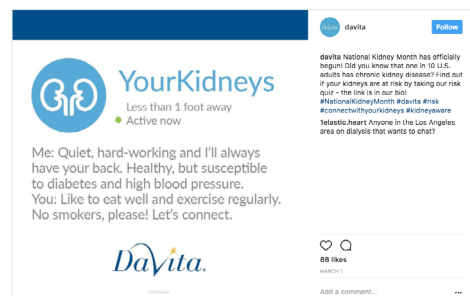 YourKidneys
Less than 1 foot away
Active now
Me: Quiet, hard-working and I'll always
have your back. Healthy, but susceptible
to diabetes and high blood pressure.
You: Like to eat well and exercise regularly.
No smokers, please! Let's connect.
DaVita.
davita
Follow
davita National Kidney Month has officially
begun! Did you know that one in 10 U.S.
adults has chronic kidney disease? Find out
if your kidneys are at risk by taking our risk
quiz - the link is in our bio!
#NationalKidneyMonth #davita #risk
#connectwithyourkidneys #kidneyaware
1elastic.heart Anyone in the Los Angeles
area on dialysis that wants to chat?
88 likes
MARCH 1
Add a comment...